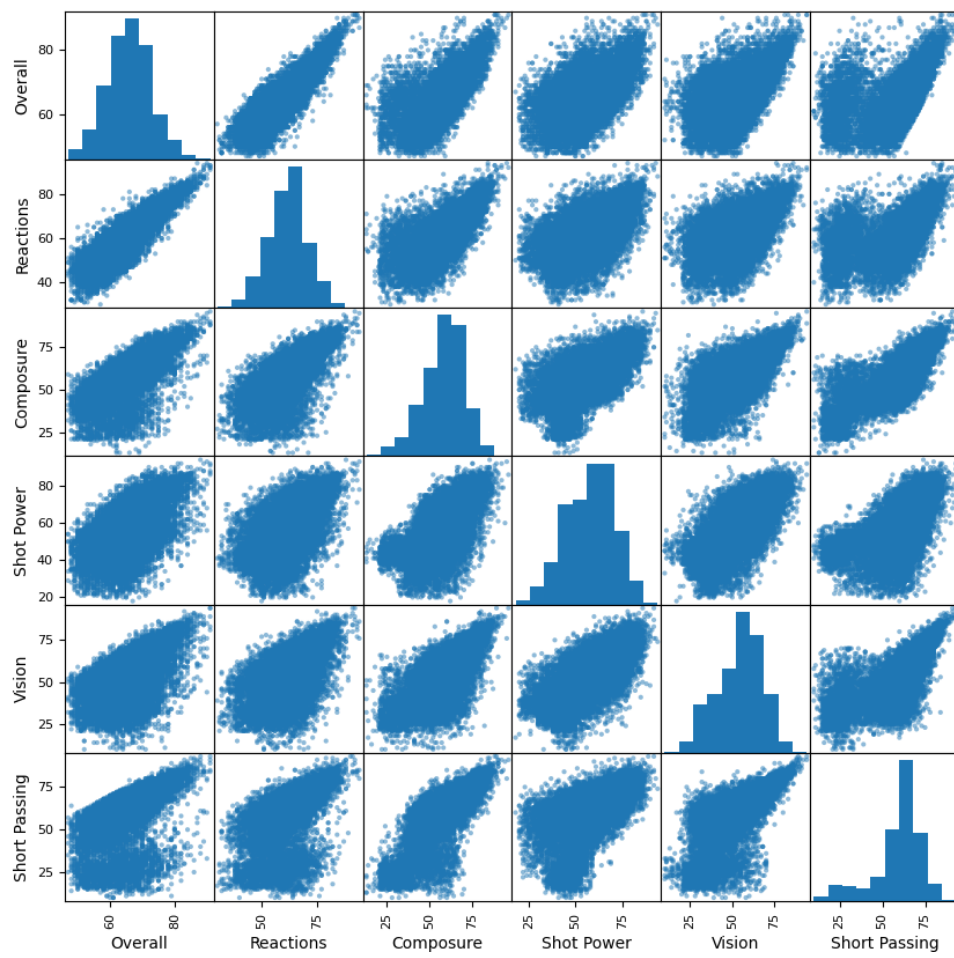 Overall
80
60
Reactions
80
60
40
Composure
75
50
25
Shot Power
80
60
40
20
Vision
75
50
25
Short Passing
75
50
25
60 80 50 75 25 50 75 25 50 75 25 50 75 25 50 75
Overall Reactions Composure Shot Power Vision Short Passing